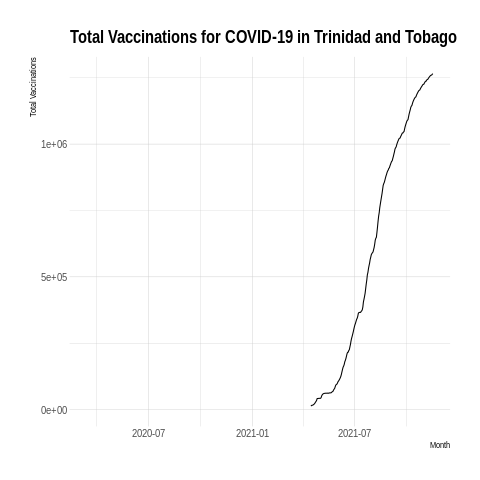 Total Vaccinations for COVID-19 in Trinidad and Tobago
Total Vaccinations
1e+06
5e+05
0e+00
2020-07
2021-01
2021-07
Month